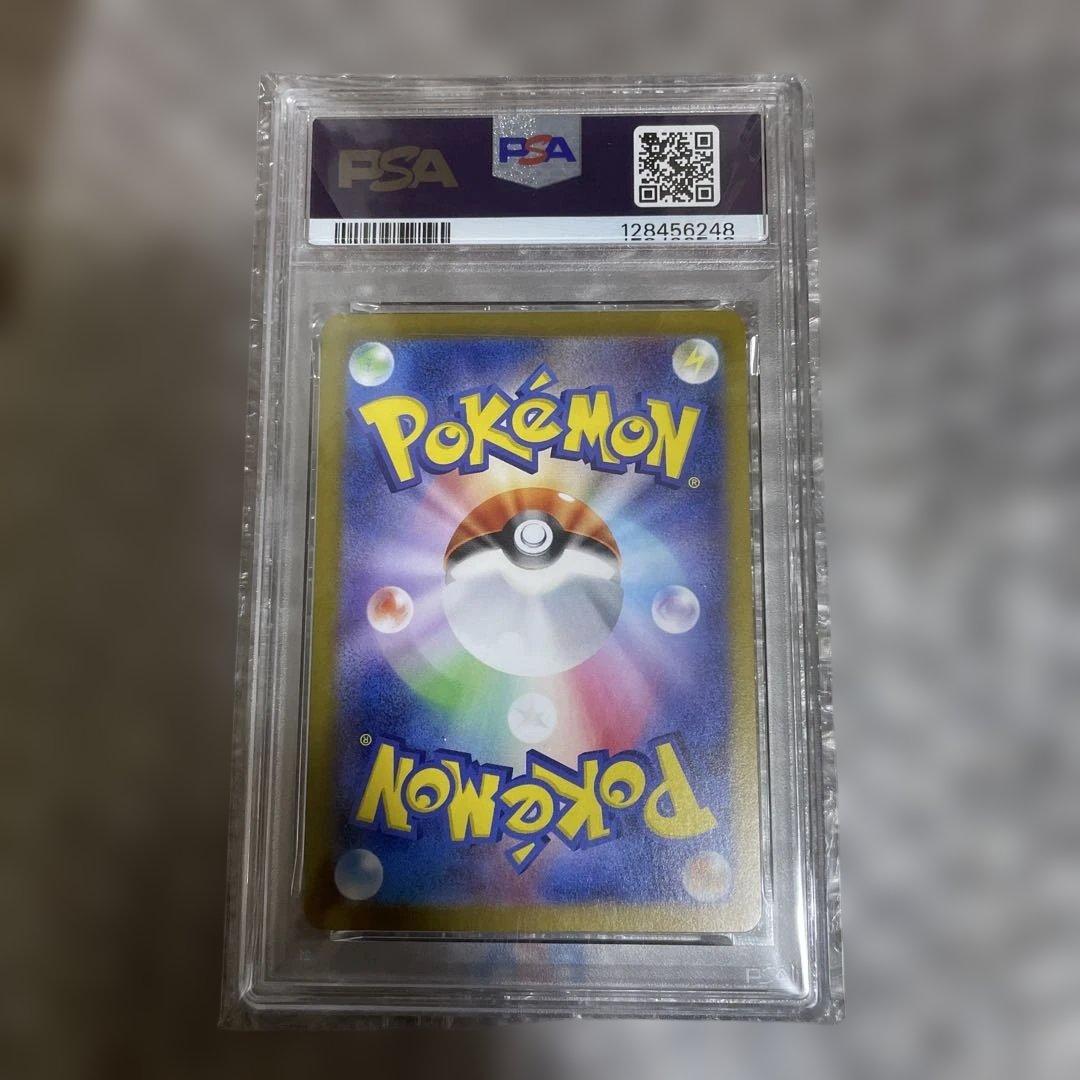 PSA PSA
128456248
POKéMON
®
®
POKéMON
PSA